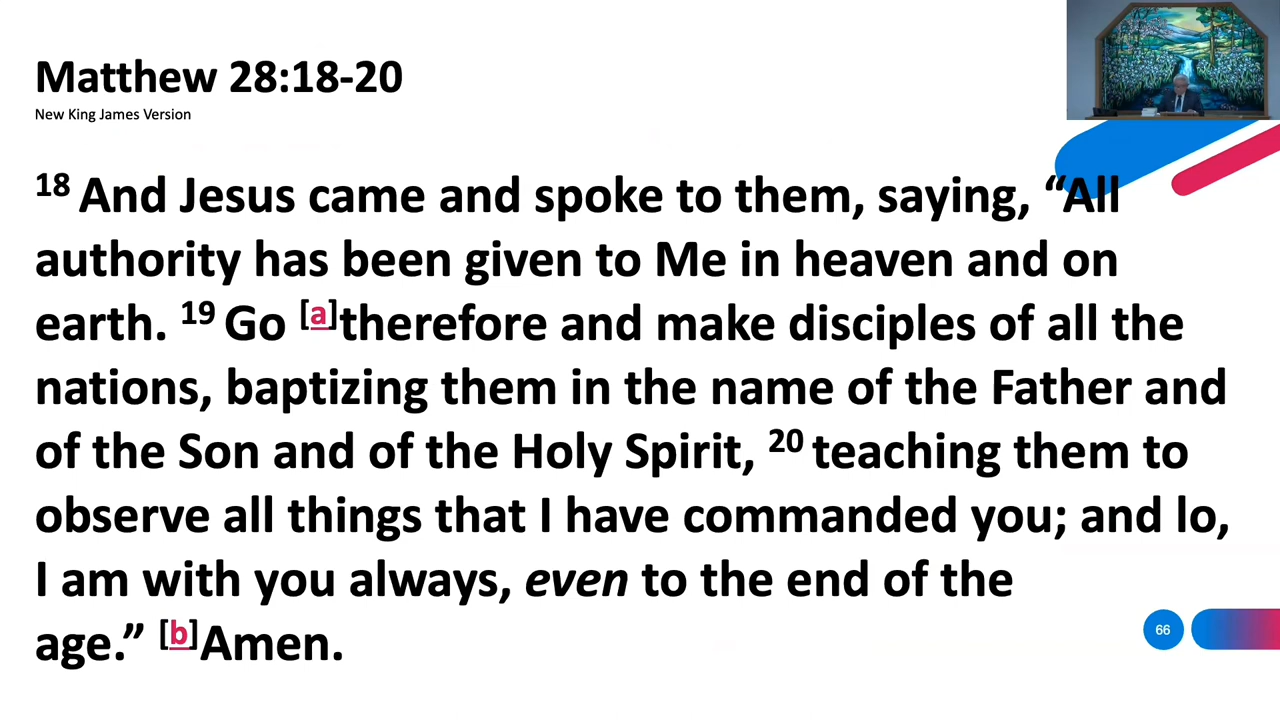 Matthew 28:18-20
New King James Version
18 And Jesus came and spoke to them, saying, “All
authority has been given to Me in heaven and on
earth. 19 Go [a]therefore and make disciples of all the
nations, baptizing them in the name of the Father and
of the Son and of the Holy Spirit, 20 teaching them to
observe all things that I have commanded you; and lo,
I am with you always, even to the end of the
age.” [b]Amen.
66